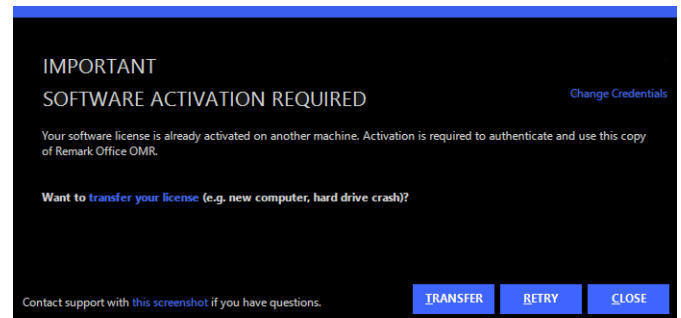 IMPORTANT
SOFTWARE ACTIVATION REQUIRED
Change Credentials
Your software license is already activated on another machine. Activation is required to authenticate and use this copy
of Remark Office OMR.
Want to transfer your license (e.g. new computer, hard drive crash)?
Contact support with this screenshot if you have questions.
TRANSFER
RETRY
CLOSE